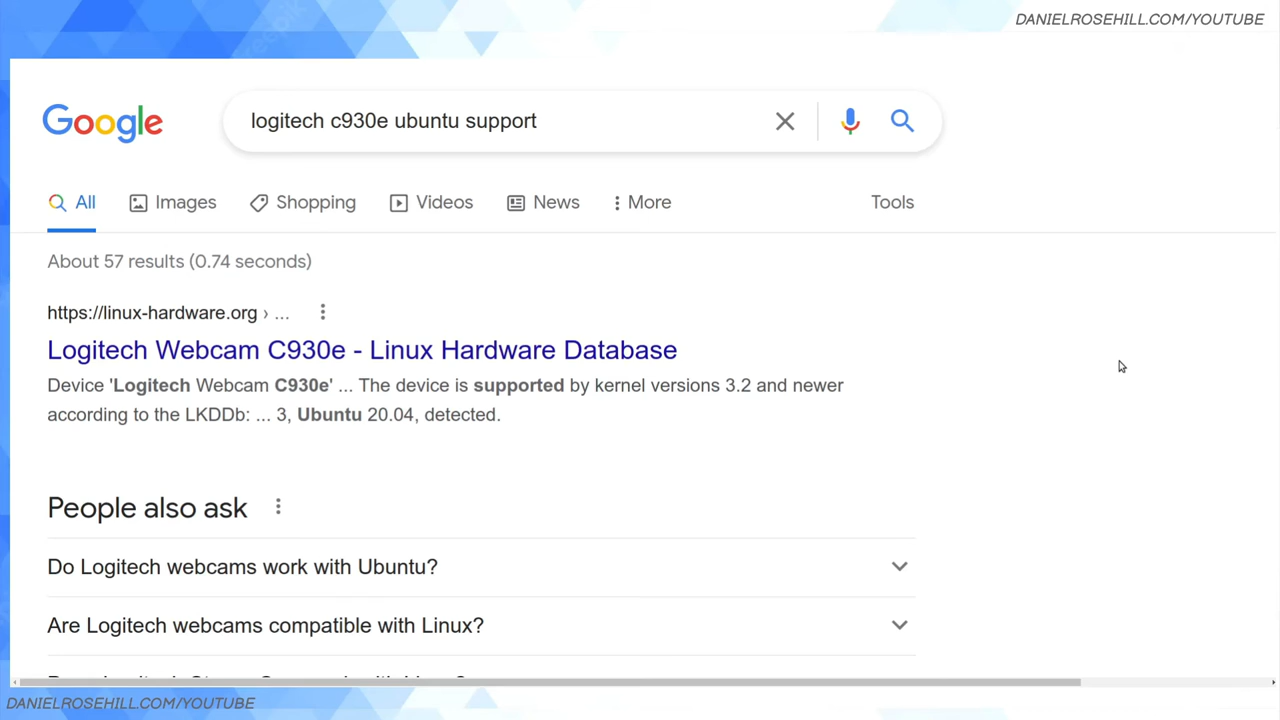 DANIELROSEHILL.COM/YOUTUBE
Google
logitech c930e ubuntu support
All
Images
Shopping
Videos
News
More
Tools
About 57 results (0.74 seconds)
https://linux-hardware.org › ...
Logitech Webcam C930e - Linux Hardware Database
Device 'Logitech Webcam C930e' ... The device is supported by kernel versions 3.2 and newer
according to the LKDDb: ... 3, Ubuntu 20.04, detected.
People also ask
Do Logitech webcams work with Ubuntu?
Are Logitech webcams compatible with Linux?
DANIELROSEHILL.COM/YOUTUBE